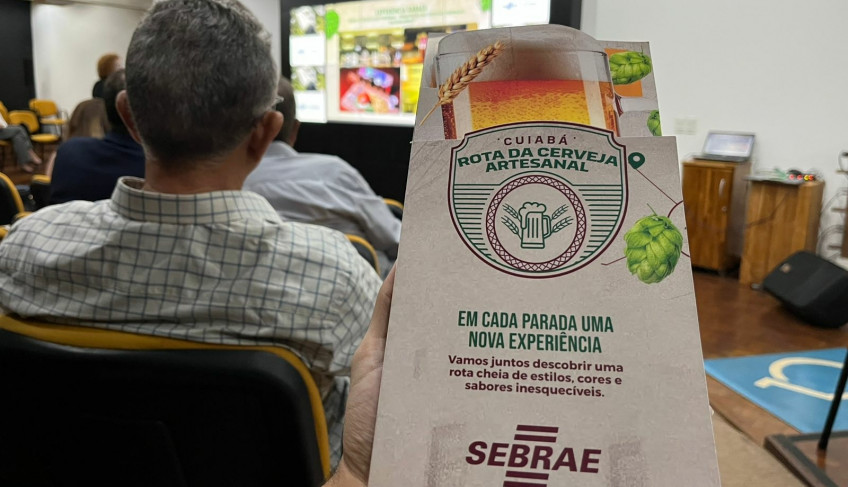 CUIABÁ
ROTA DA CERVEJA
ARTESANAL
EM CADA PARADA UMA
NOVA EXPERIÊNCIA
Vamos juntos descobrir uma
rota cheia de estilos, cores e
sabores inesquecíveis.
SEBRAE